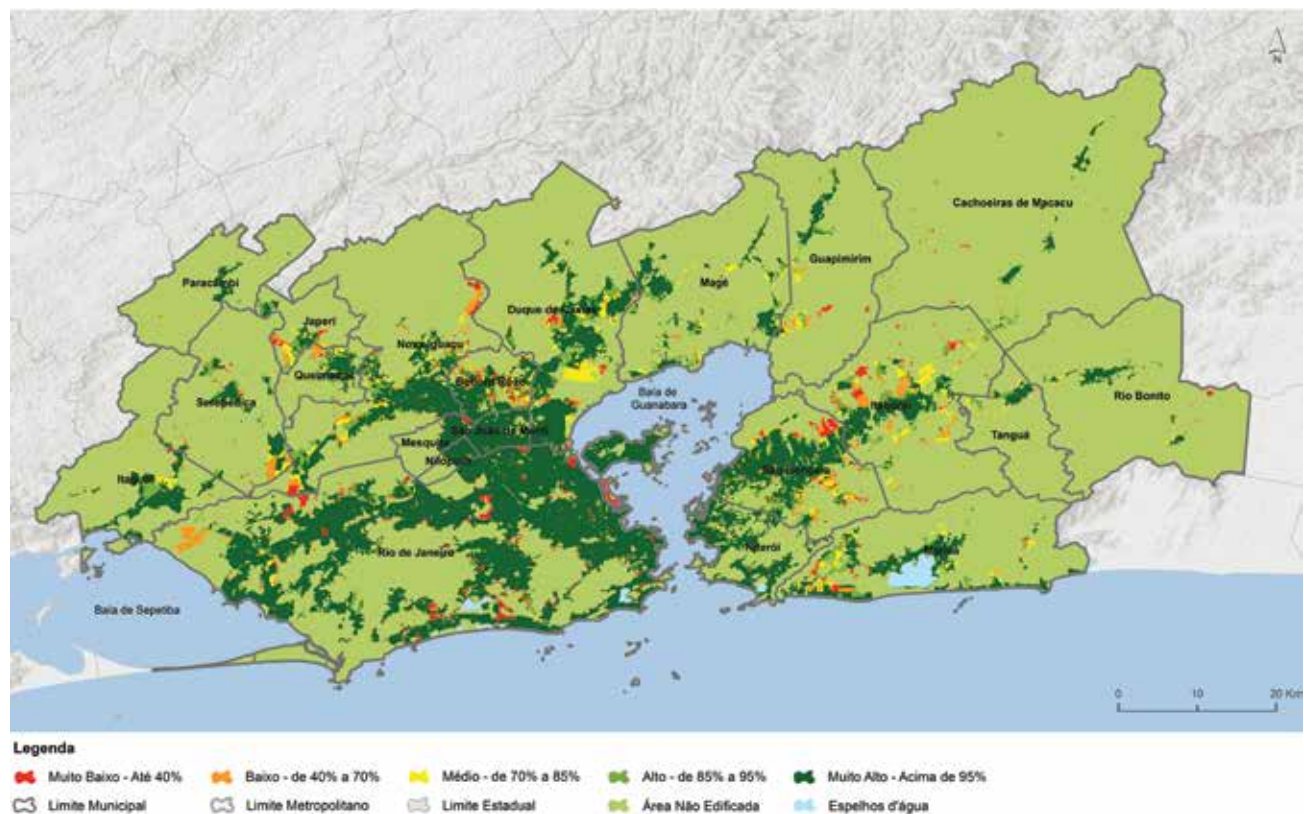 N
Cachoeiras de Macacu
Guapimirim
Magé
Paracambi
Duque de Caxias
Japeri
Nova Iguaçu
Queimados
Seropédica
Baía de
Guanabara
Rio Bonito
Itaboraí
Tanguá
São João de Meriti
Mesquita
Nilópolis
Itaguaí
Rio de Janeiro
Niterói
Baía de Sepetiba
0 10 20 Km
Legenda
Muito Baixo - Até 40% Baixo - de 40% a 70% Médio - de 70% a 85% Alto - de 85% a 95% Muito Alto - Acima de 95%
Limite Municipal Limite Metropolitano Limite Estadual Área Não Edificada Espelhos d'água